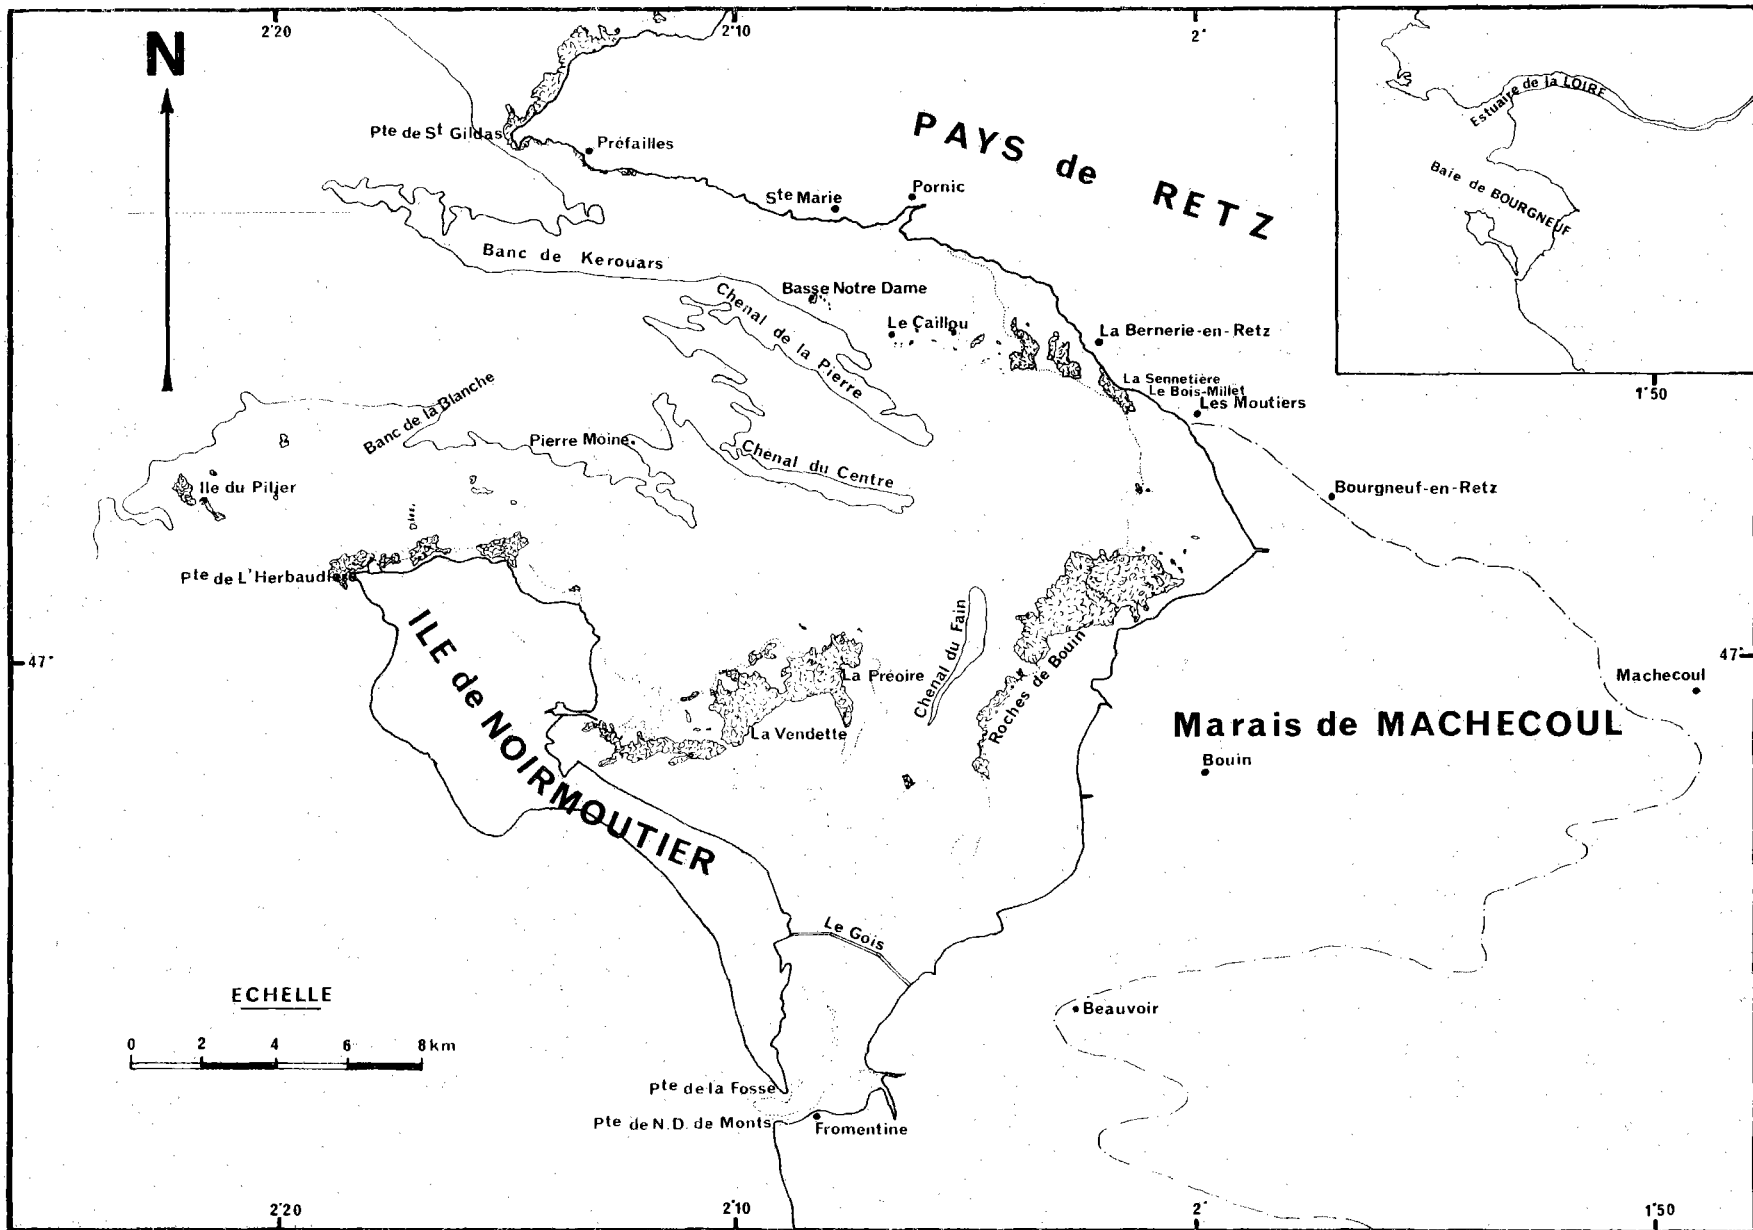 2°20
2°10
2°
N
Estuaire de la LOIRE
Baie de BOURGNEUF
1°50
Pte de St Gildas
Préfailles
PAYS de RETZ
Ste Marie
Pornic
Banc de Kerouars
Basse Notre Dame
Chenal de la Pierre
Le Caillou
La Bernerie-en-Retz
La Sennetière
Le Bois-Millet
Les Moutiers
Banc de la Blanche
Pierre Moine
Chenal du Centre
Ile du Pilier
Bourgneuf-en-Retz
Pte de L'Herbaudière
ILE de NOIRMOUTIER
Chenal du Fain
Roches de Bouin
47°
47°
La Préoire
Machecoul
La Vendette
Marais de MACHECOUL
Bouin
Le Gois
ECHELLE
0 2 4 6 8 km
Beauvoir
Pte de la Fosse
Pte de N.D. de Monts
Fromentine
2°20
2°10
2°
1°50